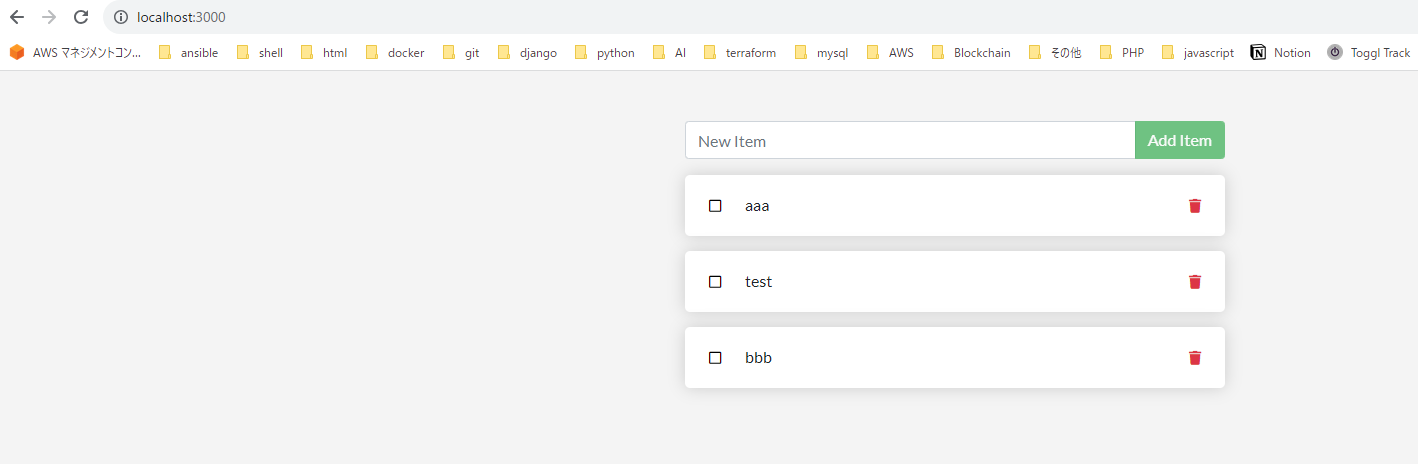 localhost:3000
AWS マネジメントコン... ansible shell html docker git django python AI terraform mysql AWS Blockchain その他 PHP javascript Notion Toggl Track
New Item Add Item
aaa
test
bbb